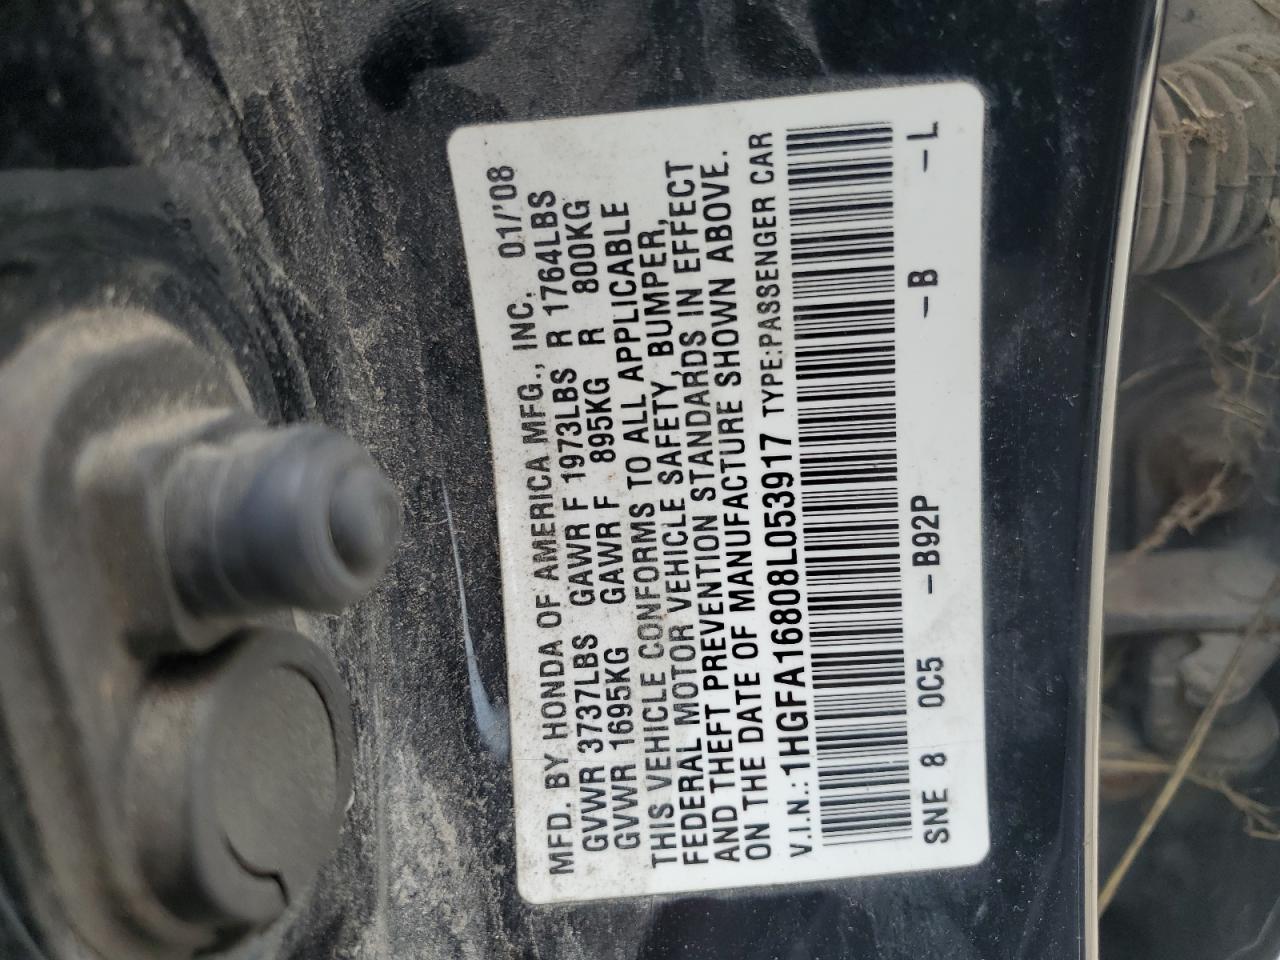 MFD. BY HONDA OF AMERICA MFG., INC. 01/'08
GVWR 3737LBS GAWR F 1973LBS R 1764LBS
GVWR 1695KG GAWR F 895KG R 800KG
THIS VEHICLE CONFORMS TO ALL APPLICABLE
FEDERAL MOTOR VEHICLE SAFETY, BUMPER,
AND THEFT PREVENTION STANDARDS IN EFFECT
ON THE DATE OF MANUFACTURE SHOWN ABOVE.
V.I.N.: 1HGFA16808L053917 TYPE:PASSENGER CAR
SNE 8 0C5 -B92P -B -L